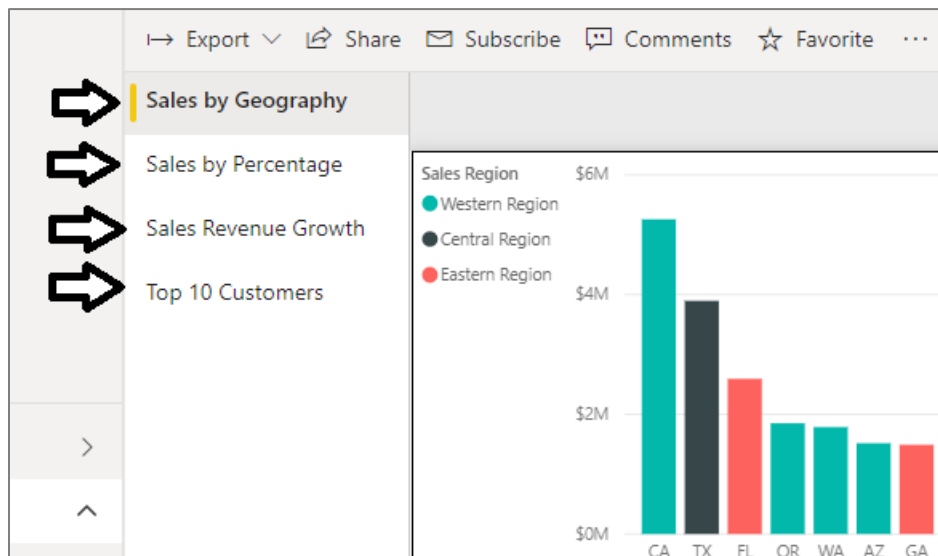 Export Share Subscribe Comments Favorite ...
Sales by Geography
Sales by Percentage
Sales Revenue Growth
Top 10 Customers
Sales Region
Western Region
Central Region
Eastern Region
$6M
$4M
$2M
$0M
CA TX FL OR WA AZ GA